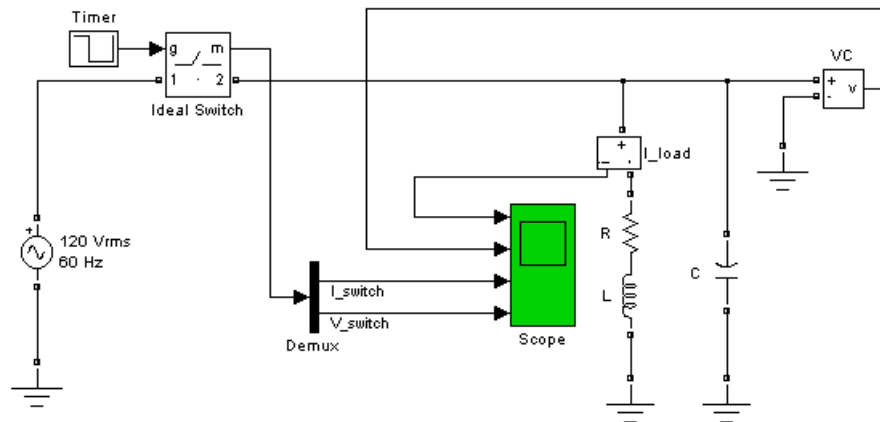 Timer
g m
1 2
Ideal Switch
VC
+
-
v
+
I_load
+
120 Vrms
60 Hz
R
L
C
I_switch
V_switch
Demux
Scope